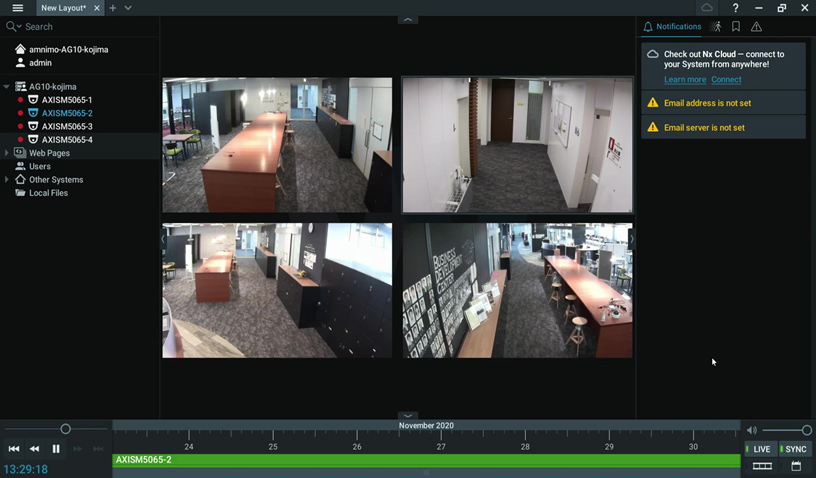 New Layout*
Search
amnimo-AG10-kojima
admin
AG10-kojima
AXISM5065-1
AXISM5065-2
AXISM5065-3
AXISM5065-4
Web Pages
Users
Other Systems
Local Files
BUSINESS
DEVELOPMENT
CENTER
Notifications
Check out Nx Cloud — connect to
your System from anywhere!
Learn more Connect
Email address is not set
Email server is not set
November 2020
24 25 26 27 28 29 30
AXISM5065-2
13:29:18
LIVE SYNC